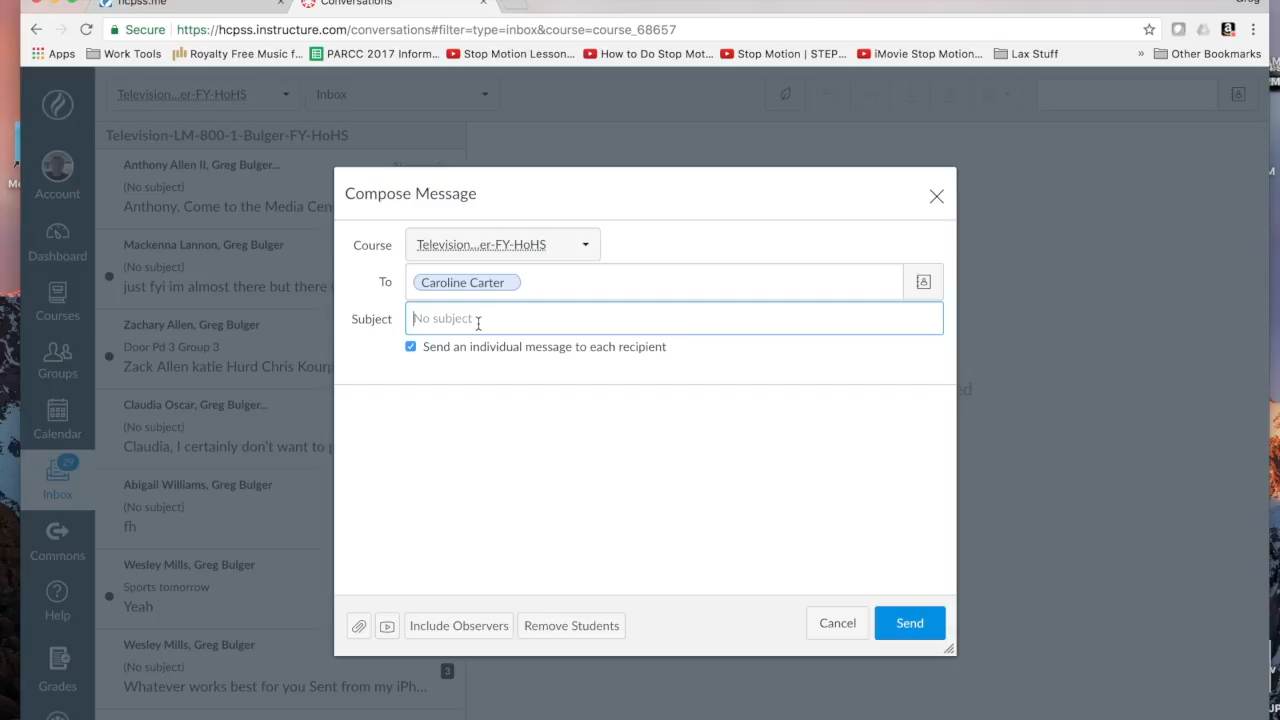 hcpss.me
Conversations
Greg
Secure https://hcpss.instructure.com/conversations#filter=type=inbox&course=course_68657
Apps Work Tools Royalty Free Music f... PARCC 2017 Inform... Stop Motion Lesson... How to Do Stop Mot... Stop Motion | STEP... iMovie Stop Motion... Lax Stuff » Other Bookmarks
Television...er-FY-HoHS Inbox
Television-LM-800-1-Bulger-FY-HoHS
Account
Dashboard
Courses
Groups
Calendar
29
Inbox
Commons
Help
Grades
Anthony Allen II, Greg Bulger...
(No subject)
Anthony, Come to the Media Cen
Mackenna Lannon, Greg Bulger
(No subject)
just fyi im almost there but there
Zachary Allen, Greg Bulger
Door Pd 3 Group 3
Zack Allen katie Hurd Chris Kourp
Claudia Oscar, Greg Bulger...
(No subject)
Claudia, I certainly don't want to
Abigail Williams, Greg Bulger
(No subject)
fh
Wesley Mills, Greg Bulger
Sports tomorrow
Yeah
Wesley Mills, Greg Bulger
(No subject)
3
Whatever works best for you Sent from my iPh...
Compose Message
Course Television...er-FY-HoHS
To Caroline Carter
Subject No subject
Send an individual message to each recipient
Include Observers Remove Students
Cancel Send